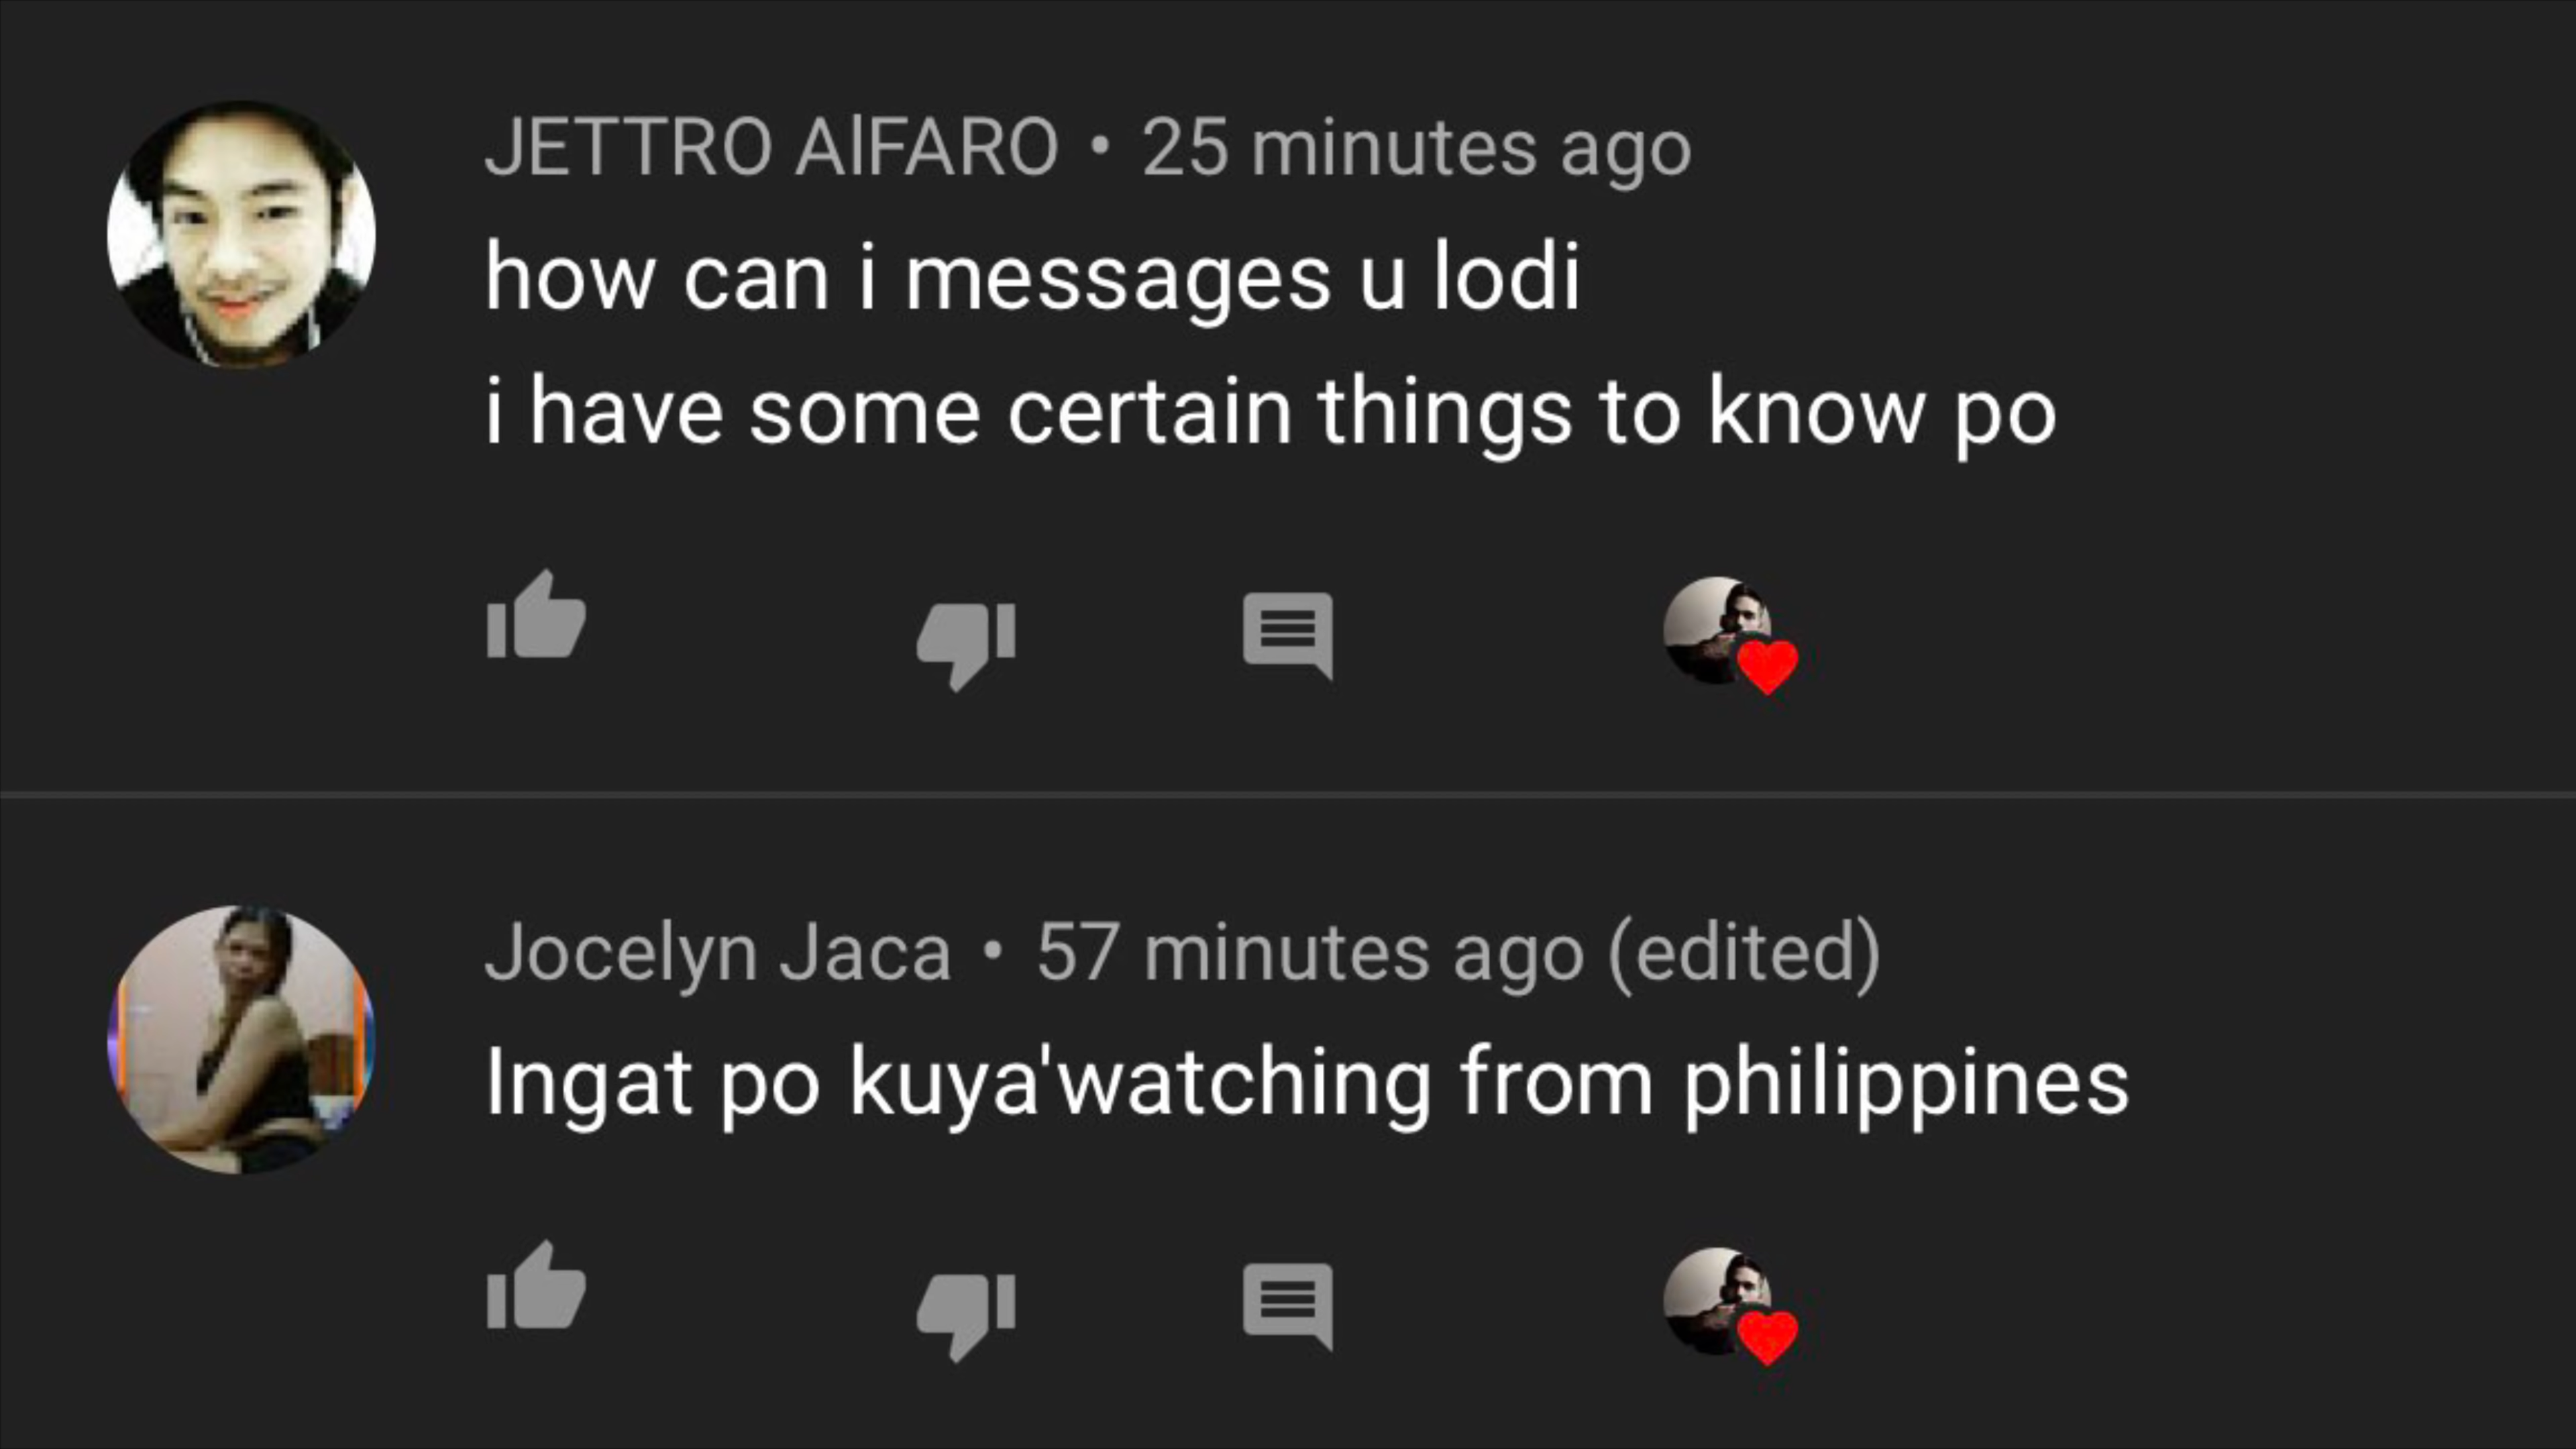 JETTRO AlFARO • 25 minutes ago
how can i messages u lodi
i have some certain things to know po
Jocelyn Jaca • 57 minutes ago (edited)
Ingat po kuya'watching from philippines